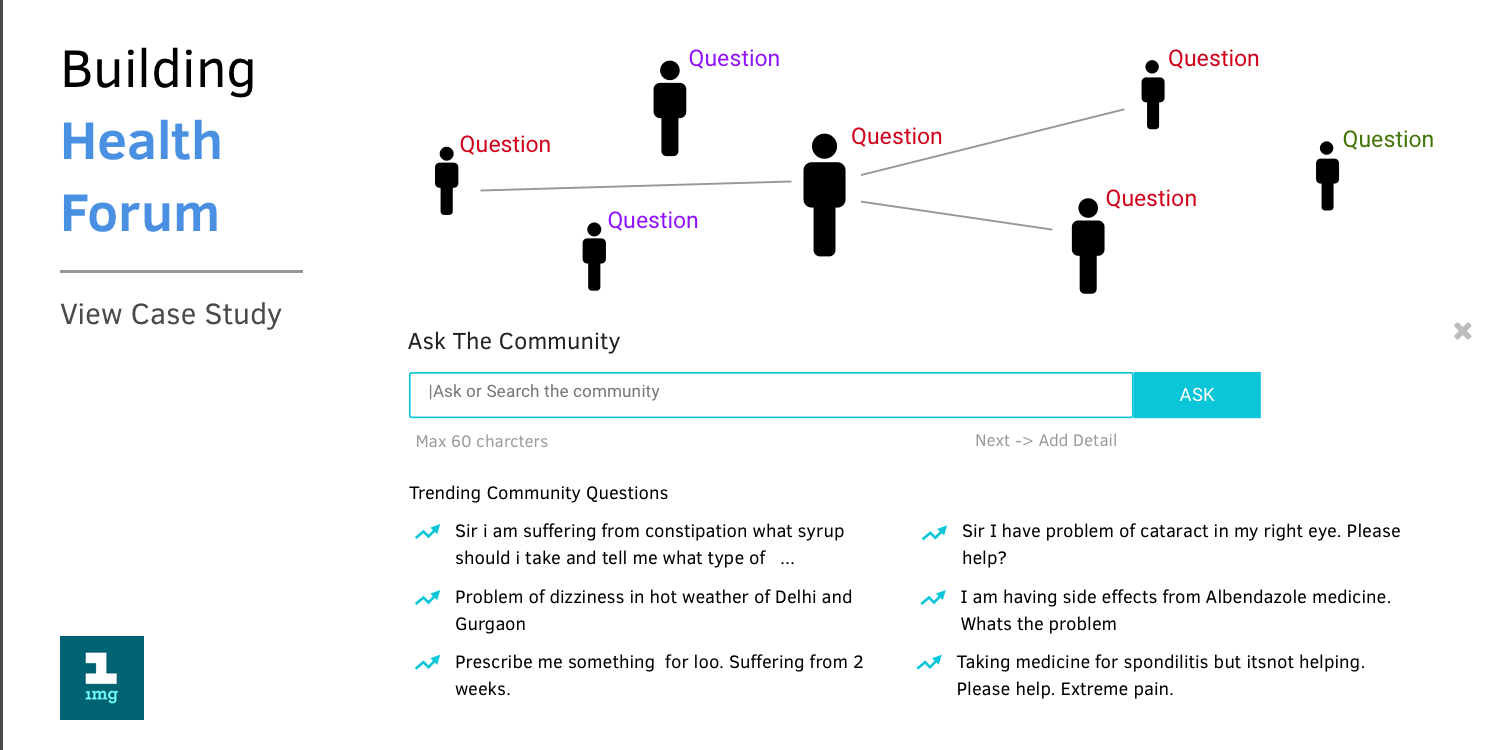 Building
Health
Forum
View Case Study
Question
Question
Question
Question
Question
Question
Question
Question
Ask The Community
Ask or Search the community
ASK
Max 60 charcters
Next -> Add Detail
Trending Community Questions
Sir i am suffering from constipation what syrup
should i take and tell me what type of ...
Problem of dizziness in hot weather of Delhi and
Gurgaon
Prescribe me something for loo. Suffering from 2
weeks.
Sir I have problem of cataract in my right eye. Please
help?
I am having side effects from Albendazole medicine.
Whats the problem
Taking medicine for spondilitis but itsnot helping.
Please help. Extreme pain.
1
1mg